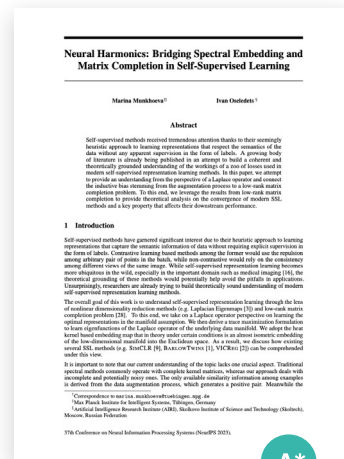 Neural Harmonics: Bridging Spectral Embedding and
Matrix Completion in Self-Supervised Learning
Marina Munkhoeva†‡ Ivan Oseledets §
Abstract
Self-supervised methods received tremendous attention thanks to their seemingly
heuristic approach to learning representations that respect the semantics of the
data without any apparent supervision in the form of labels. A growing body
of literature is already being published in an attempt to build a coherent and
theoretically grounded understanding of the workings of a zoo of losses used in
modern self-supervised representation learning methods. In this paper, we attempt
to provide an understanding from the perspective of a Laplace operator and connect
the inductive bias stemming from the augmentation process to a low-rank matrix
completion problem. To this end, we leverage the results from low-rank matrix
completion to provide theoretical analysis on the convergence of modern SSL
methods and a key property that affects their downstream performance.
1 Introduction
Self-supervised methods have garnered significant interest due to their heuristic approach to learning
representations that capture the semantic information of data without requiring explicit supervision in
the form of labels. Contrastive learning based methods among the former would use the repulsion
among arbitrary pair of points in the batch, while non-contrastive would rely on the consistency
among different views of the same image. While self-supervised representation learning becomes
more ubiquitous in the wild, especially in the important domain such as medical imaging [16], the
theoretical grounding of these methods would potentially help avoid the pitfalls in applications.
Unsurprisingly, researchers are already trying to build theoretically sound understanding of modern
self-supervised representation learning methods.
The overall goal of this work is to understand self-supervised representation learning through the lens
of nonlinear dimensionality reduction methods (e.g. Laplacian Eigenmaps [3]) and low-rank matrix
completion problem [28]. To this end, we take on a Laplace operator perspective on learning the
optimal representations in the manifold assumption. We then derive a trace maximization formulation
to learn eigenfunctions of the Laplace operator of the underlying data manifold. We adopt the heat
kernel based embedding map that in theory under certain conditions is an almost isometric embedding
of the low-dimensional manifold into the Euclidean space. As a result, we discuss how existing
several SSL methods (e.g. SIMCLR [9], BARLOWTWINS [1], VICREG [2]) can be comprehended
under this view.
It is important to note that our current understanding of the topic lacks one crucial aspect. Traditional
spectral methods commonly operate with complete kernel matrices, whereas our approach deals with
incomplete and potentially noisy ones. The only available similarity information among examples
is derived from the data augmentation process, which generates a positive pair. Meanwhile the
†Correspondence to marina.munkhoeva@tuebingen.mpg.de
‡Max Planck Institute for Intelligent Systems, Tübingen, Germany
§Artificial Intelligence Research Institute (AIRI), Skolkovo Institute of Science and Technology (Skoltech),
Moscow, Russian Federation
37th Conference on Neural Information Processing Systems (NeurIPS 2023).
A*